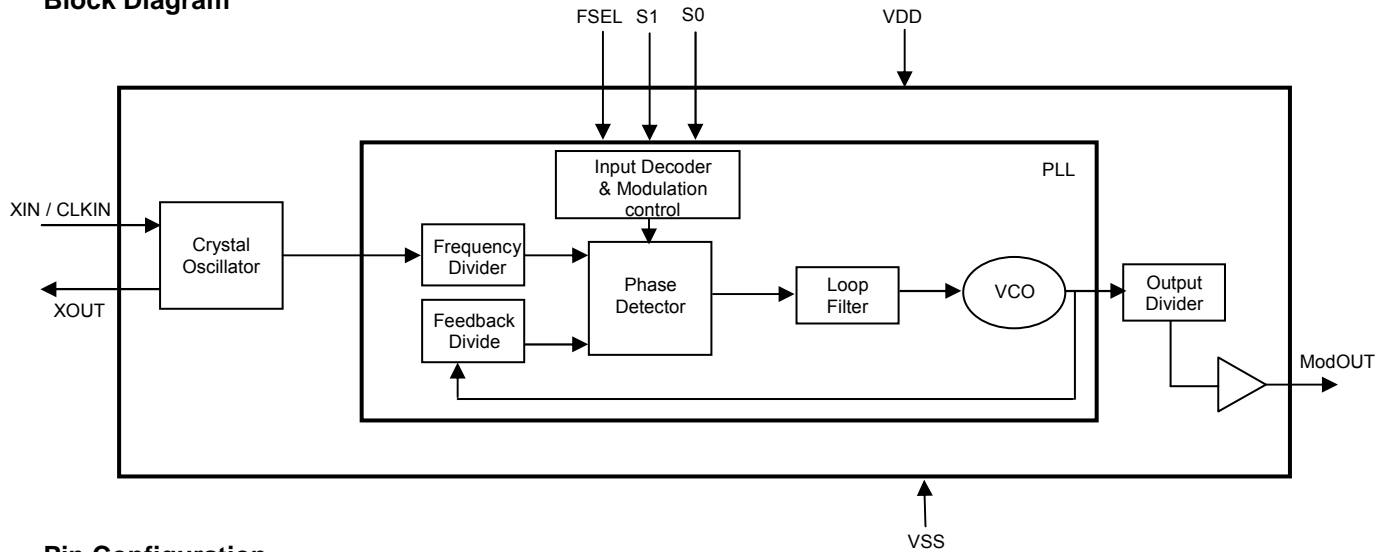 Block Diagram
FSEL S1 S0
VDD
Input Decoder
& Modulation
control
PLL
XIN / CLKIN
Crystal
Oscillator
XOUT
Frequency
Divider
Feedback
Divide
Phase
Detector
Loop
Filter
VCO
Output
Divider
ModOUT
VSS
Pin Configuration